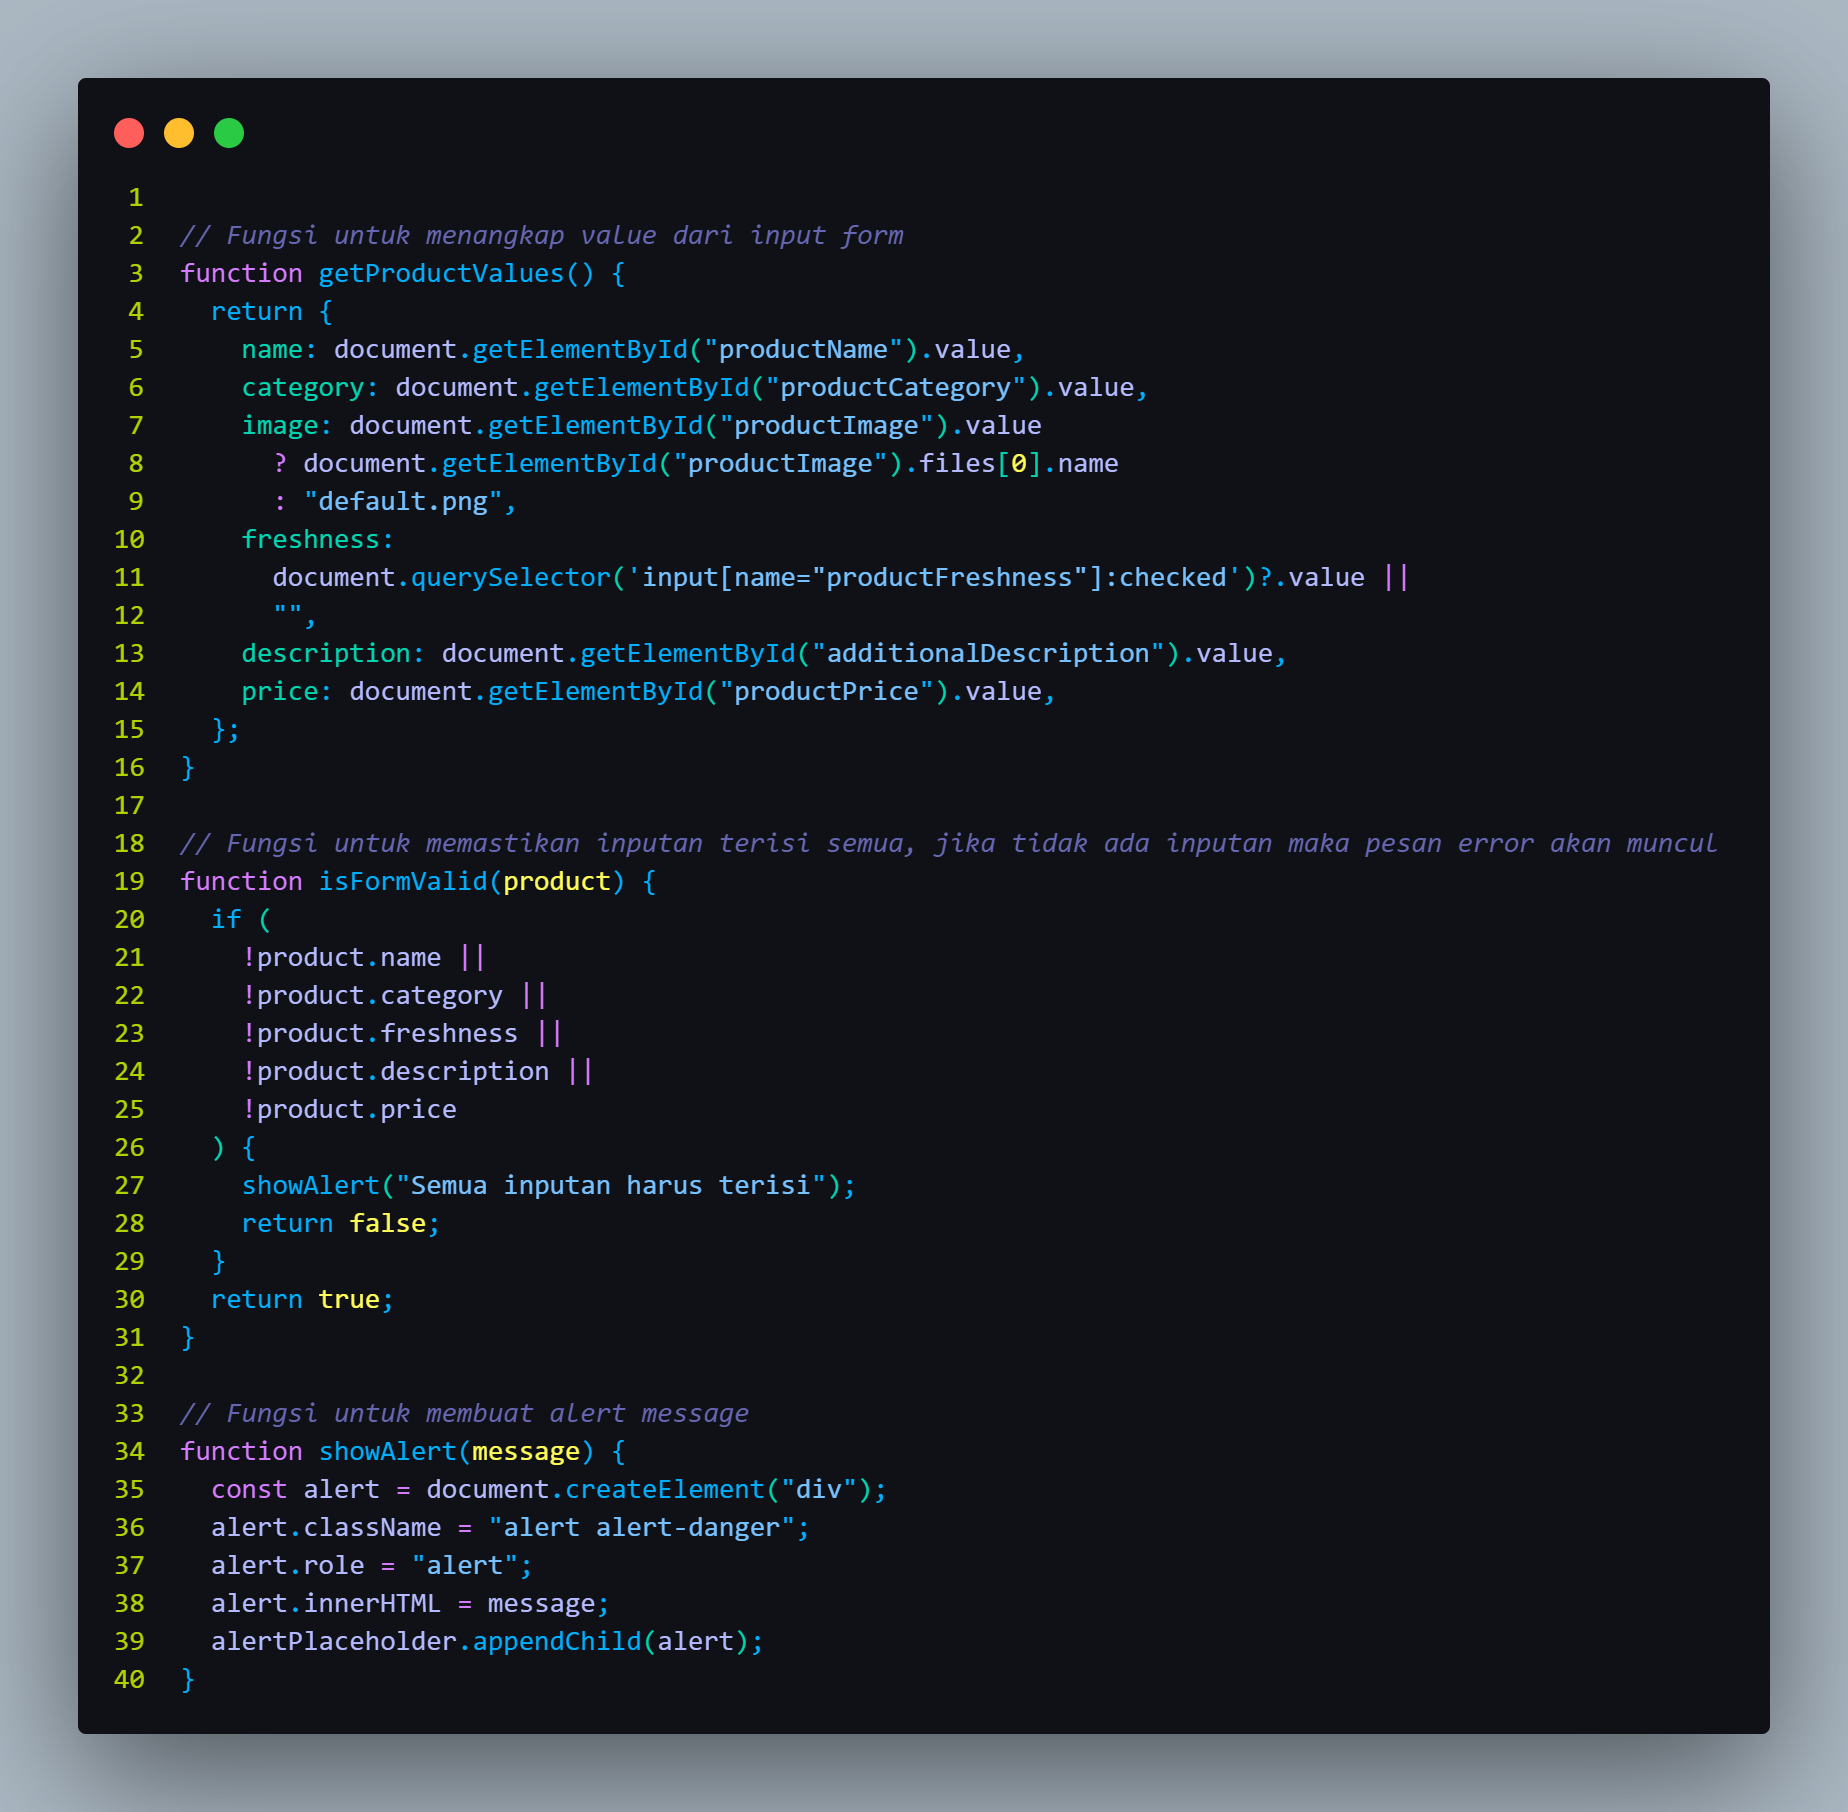 1
2 // Fungsi untuk menangkap value dari input form
3 function getProductValues() {
4   return {
5     name: document.getElementById("productName").value,
6     category: document.getElementById("productCategory").value,
7     image: document.getElementById("productImage").value
8       ? document.getElementById("productImage").files[0].name
9       : "default.png",
10     freshness:
11       document.querySelector('input[name="productFreshness"]:checked')?.value ||
12       "",
13     description: document.getElementById("additionalDescription").value,
14     price: document.getElementById("productPrice").value,
15   };
16 }
17
18 // Fungsi untuk memastikan inputan terisi semua, jika tidak ada inputan maka pesan error akan muncul
19 function isFormValid(product) {
20   if (
21     !product.name ||
22     !product.category ||
23     !product.freshness ||
24     !product.description ||
25     !product.price
26   ) {
27     showAlert("Semua inputan harus terisi");
28     return false;
29   }
30   return true;
31 }
32
33 // Fungsi untuk membuat alert message
34 function showAlert(message) {
35   const alert = document.createElement("div");
36   alert.className = "alert alert-danger";
37   alert.role = "alert";
38   alert.innerHTML = message;
39   alertPlaceholder.appendChild(alert);
40 }